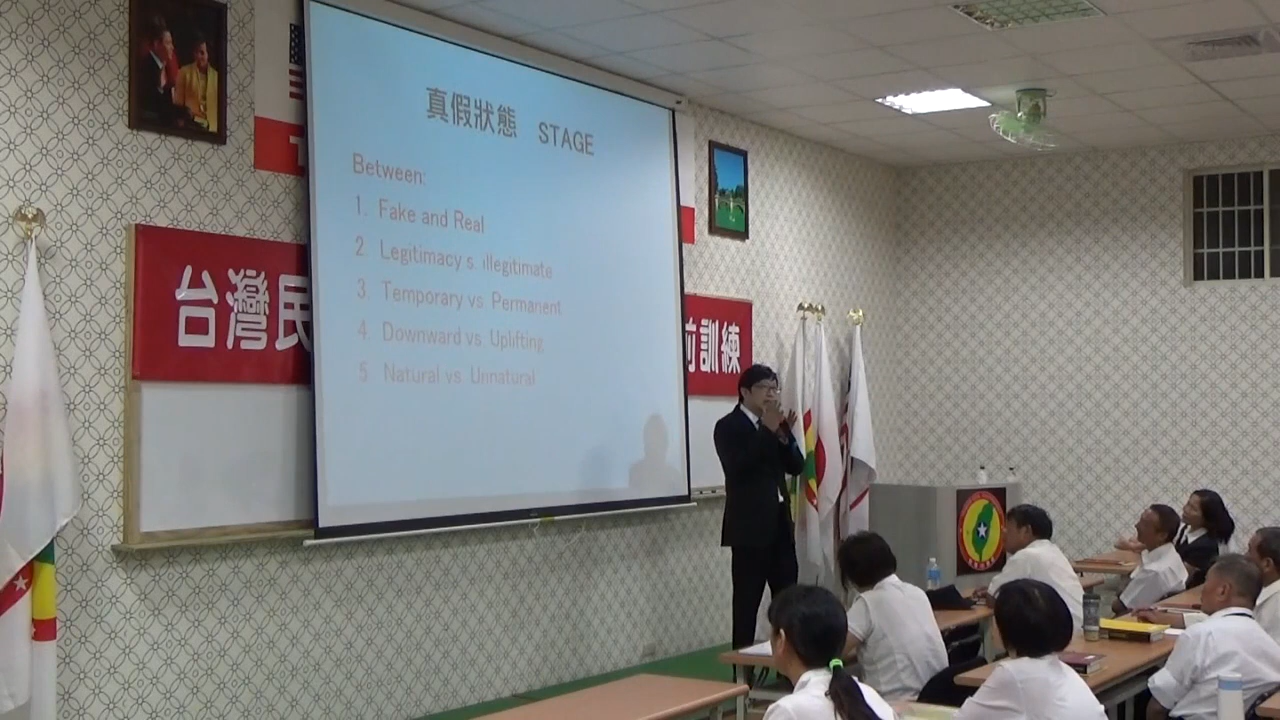 真假狀態 STAGE
Between:
1. Fake and Real
2 Legitimacy s. illegitimate
3. Temporary vs Permanent
4. Downward vs. Uplifting
5 Natural vs. Unnatural
台灣民
前訓練